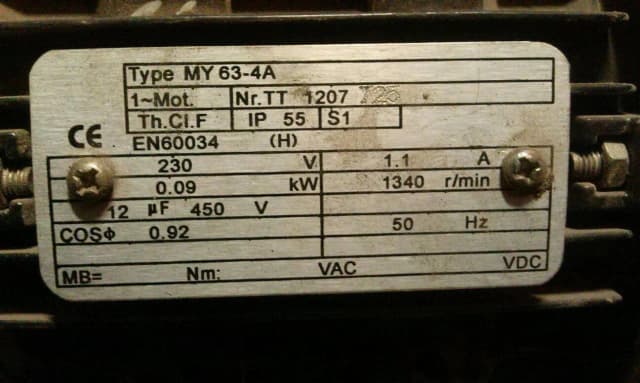 Type MY 63-4A
1~Mot. Nr.TT 1207
Th.Cl.F IP 55 S1
CE EN60034 (H)
230 V 1.1 A
0.09 kW 1340 r/min
12 µF 450 V
COSΦ 0.92 50 Hz
MB= Nm: VAC VDC